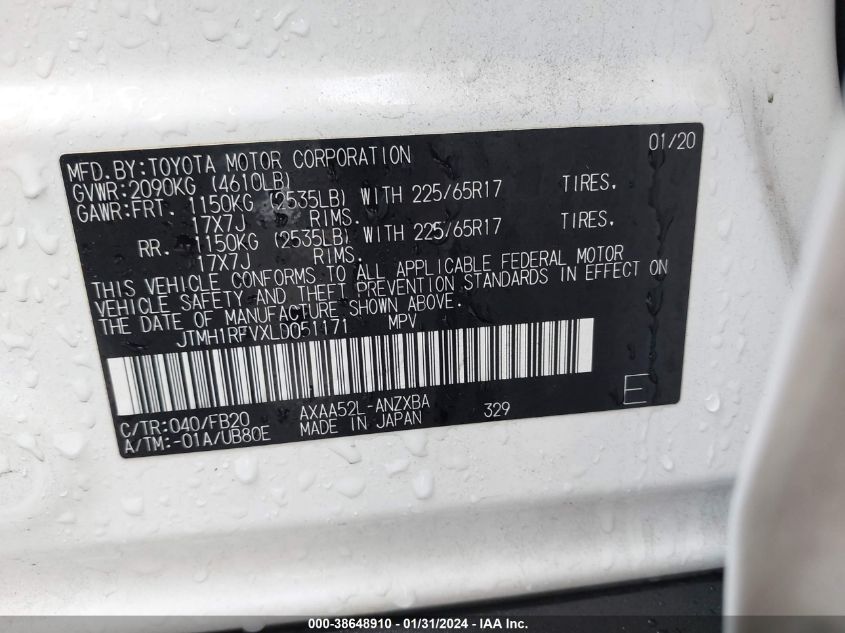 MFD.BY:TOYOTA MOTOR CORPORATION 01/20
GVWR:2090KG (4610LB)
GAWR:FRT. 1150KG (2535LB) WITH 225/65R17 TIRES.
17X7J RIMS.
RR. 1150KG (2535LB) WITH 225/65R17 TIRES.
17X7J RIMS.
THIS VEHICLE CONFORMS TO ALL APPLICABLE FEDERAL MOTOR
VEHICLE SAFETY AND THEFT PREVENTION STANDARDS IN EFFECT ON
THE DATE OF MANUFACTURE SHOWN ABOVE.
JTMH1RFVXLD051171 MPV
C/TR:040/FB20 AXAA52L-ANZXBA 329 E
A/TM:-01A/UB80E MADE IN JAPAN
000-38648910 - 01/31/2024 - IAA Inc.